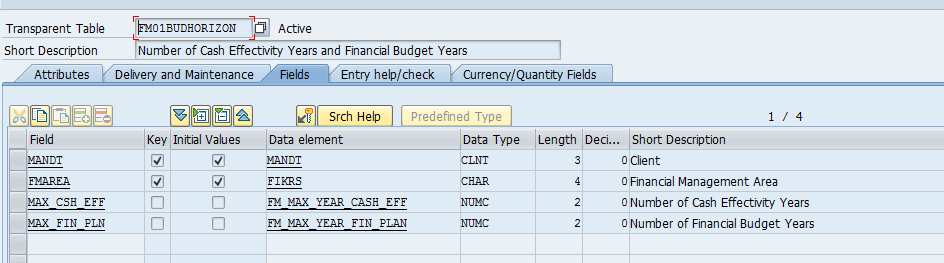 Transparent Table FM01BUDHORIZON Active
Short Description Number of Cash Effectivity Years and Financial Budget Years
Attributes Delivery and Maintenance Fields Entry help/check Currency/Quantity Fields
Srch Help Predefined Type 1 / 4
Field Key Initial Values Data element Data Type Length Deci... Short Description
MANDT MANDT CLNT 3 0 Client
FMAREA FIKRS CHAR 4 0 Financial Management Area
MAX_CSH_EFF FM_MAX_YEAR_CASH_EFF NUMC 2 0 Number of Cash Effectivity Years
MAX_FIN_PLN FM_MAX_YEAR_FIN_PLAN NUMC 2 0 Number of Financial Budget Years